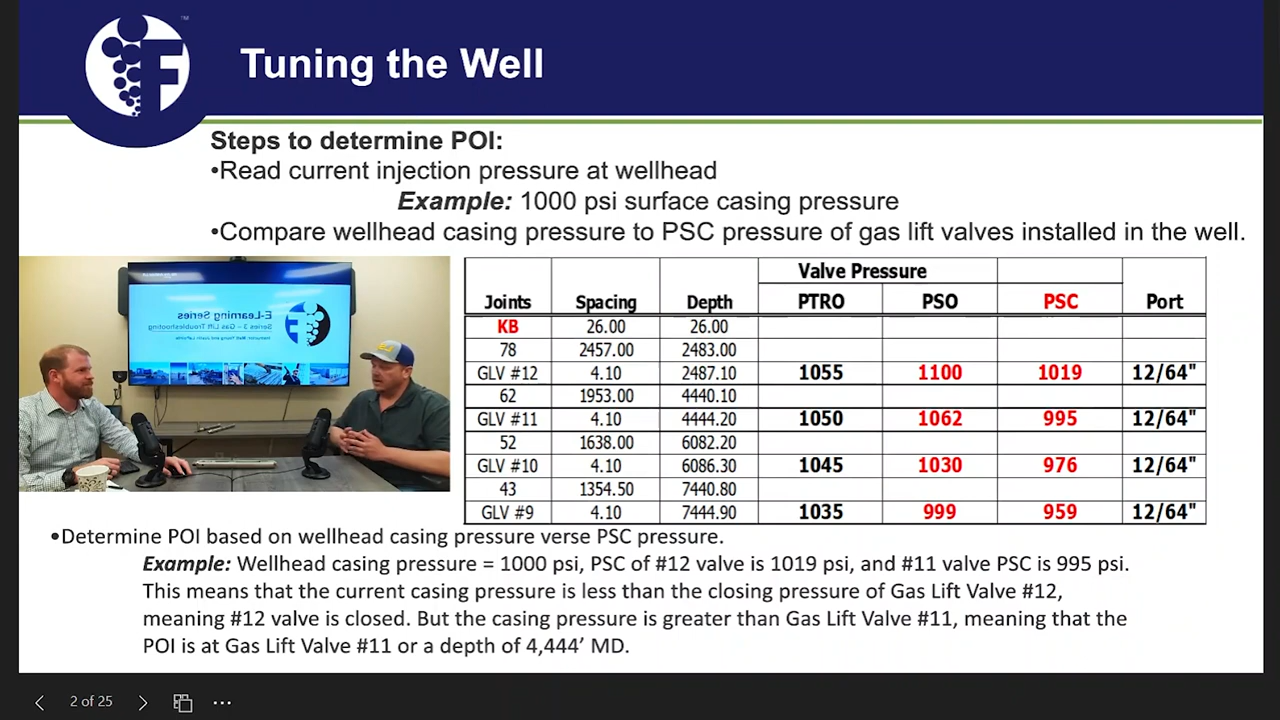 TM
F
Tuning the Well
Steps to determine POI:
•Read current injection pressure at wellhead
Example: 1000 psi surface casing pressure
•Compare wellhead casing pressure to PSC pressure of gas lift valves installed in the well.
E-Learning Series
Series 3 – Gas Lift Troubleshooting
Valve Pressure
Joints Spacing Depth PTRO PSO PSC Port
KB 26.00 26.00
78 2457.00 2483.00
GLV #12 4.10 2487.10 1055 1100 1019 12/64"
62 1953.00 4440.10
GLV #11 4.10 4444.20 1050 1062 995 12/64"
52 1638.00 6082.20
GLV #10 4.10 6086.30 1045 1030 976 12/64"
43 1354.50 7440.80
GLV #9 4.10 7444.90 1035 999 959 12/64"
•Determine POI based on wellhead casing pressure verse PSC pressure.
Example: Wellhead casing pressure = 1000 psi, PSC of #12 valve is 1019 psi, and #11 valve PSC is 995 psi.
This means that the current casing pressure is less than the closing pressure of Gas Lift Valve #12,
meaning #12 valve is closed. But the casing pressure is greater than Gas Lift Valve #11, meaning that the
POI is at Gas Lift Valve #11 or a depth of 4,444' MD.
2 of 25